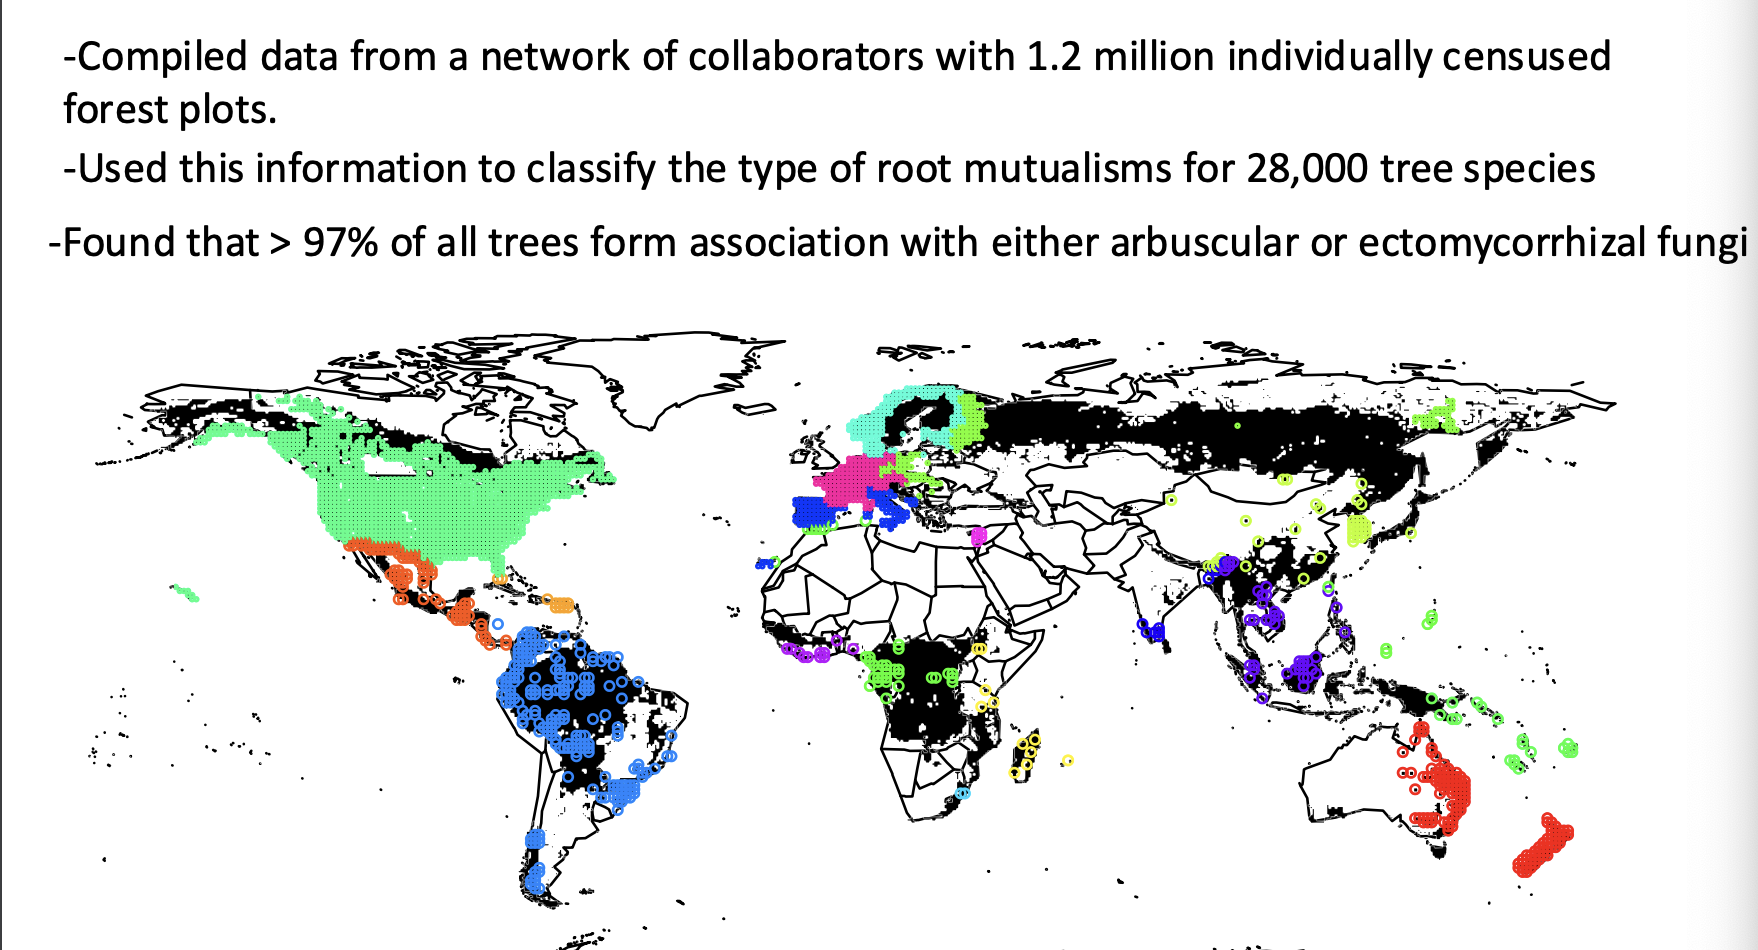 -Compiled data from a network of collaborators with 1.2 million individually censused
forest plots.
-Used this information to classify the type of root mutualisms for 28,000 tree species
-Found that > 97% of all trees form association with either arbuscular or ectomycorrhizal fungi